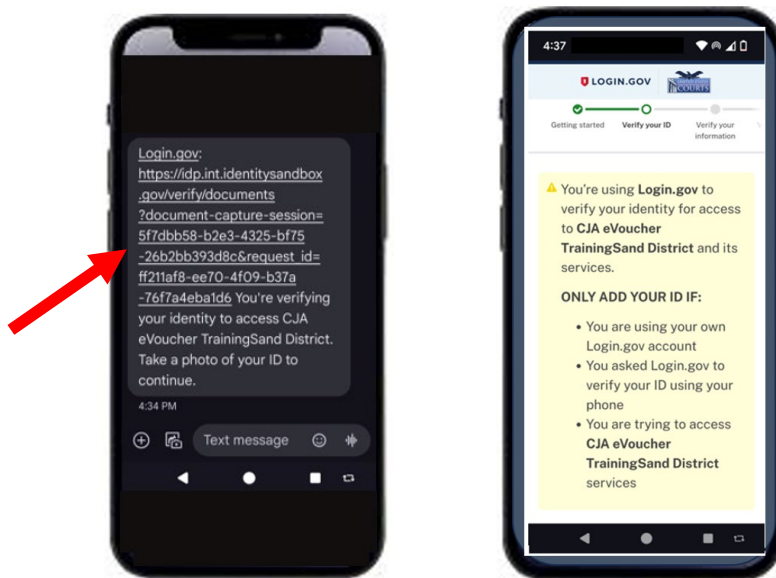 Login.gov:
https://idp.int.identitysandbox
.gov/verify/documents
?document-capture-session=
5f7dbb58-b2e3-4325-bf75
-26b2bb393d8c&request_id=
ff211af8-ee70-4f09-b37a
-76f7a4eba1d6 You're verifying
your identity to access CJA
eVoucher TrainingSand District.
Take a photo of your ID to
continue.
4:34 PM
Text message
4:37
LOGIN.GOV
COURTS
Getting started Verify your ID Verify your
information
You're using Login.gov to
verify your identity for access
to CJA eVoucher
TrainingSand District and its
services.
ONLY ADD YOUR ID IF:
• You are using your own
Login.gov account
• You asked Login.gov to
verify your ID using your
phone
• You are trying to access
CJA eVoucher
TrainingSand District
services